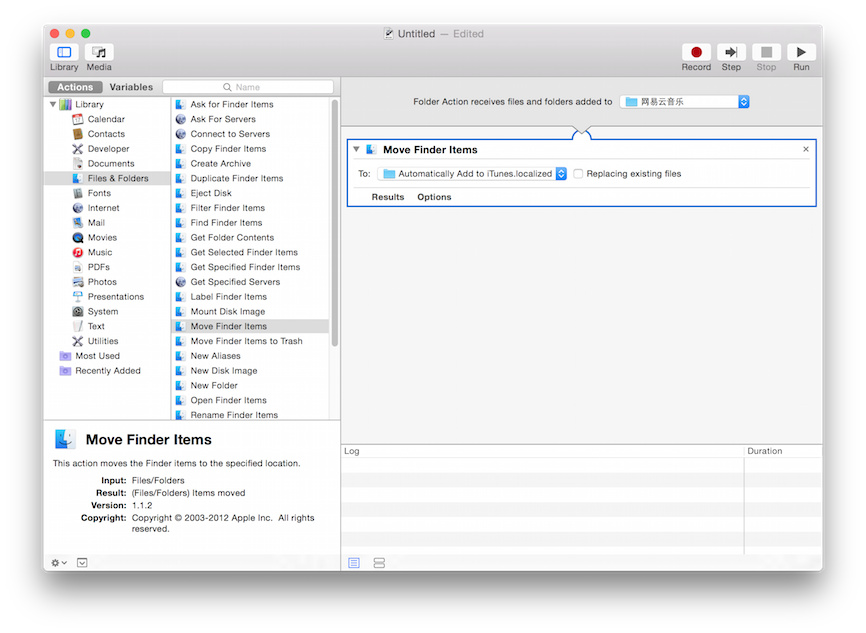 Untitled — Edited
Library Media Record Step Stop Run
Actions Variables Name
Library
Calendar
Contacts
Developer
Documents
Files & Folders
Fonts
Internet
Mail
Movies
Music
PDFs
Photos
Presentations
System
Text
Utilities
Most Used
Recently Added
Ask for Finder Items
Ask For Servers
Connect to Servers
Copy Finder Items
Create Archive
Duplicate Finder Items
Eject Disk
Filter Finder Items
Find Finder Items
Get Folder Contents
Get Selected Finder Items
Get Specified Finder Items
Get Specified Servers
Label Finder Items
Mount Disk Image
Move Finder Items
Move Finder Items to Trash
New Aliases
New Disk Image
New Folder
Open Finder Items
Rename Finder Items
Move Finder Items
This action moves the Finder items to the specified location.
Input: Files/Folders
Result: (Files/Folders) Items moved
Version: 1.1.2
Copyright: Copyright © 2003-2012 Apple Inc. All rights
reserved.
Folder Action receives files and folders added to 网易云音乐
Move Finder Items
To: Automatically Add to iTunes.localized Replacing existing files
Results Options
Log Duration